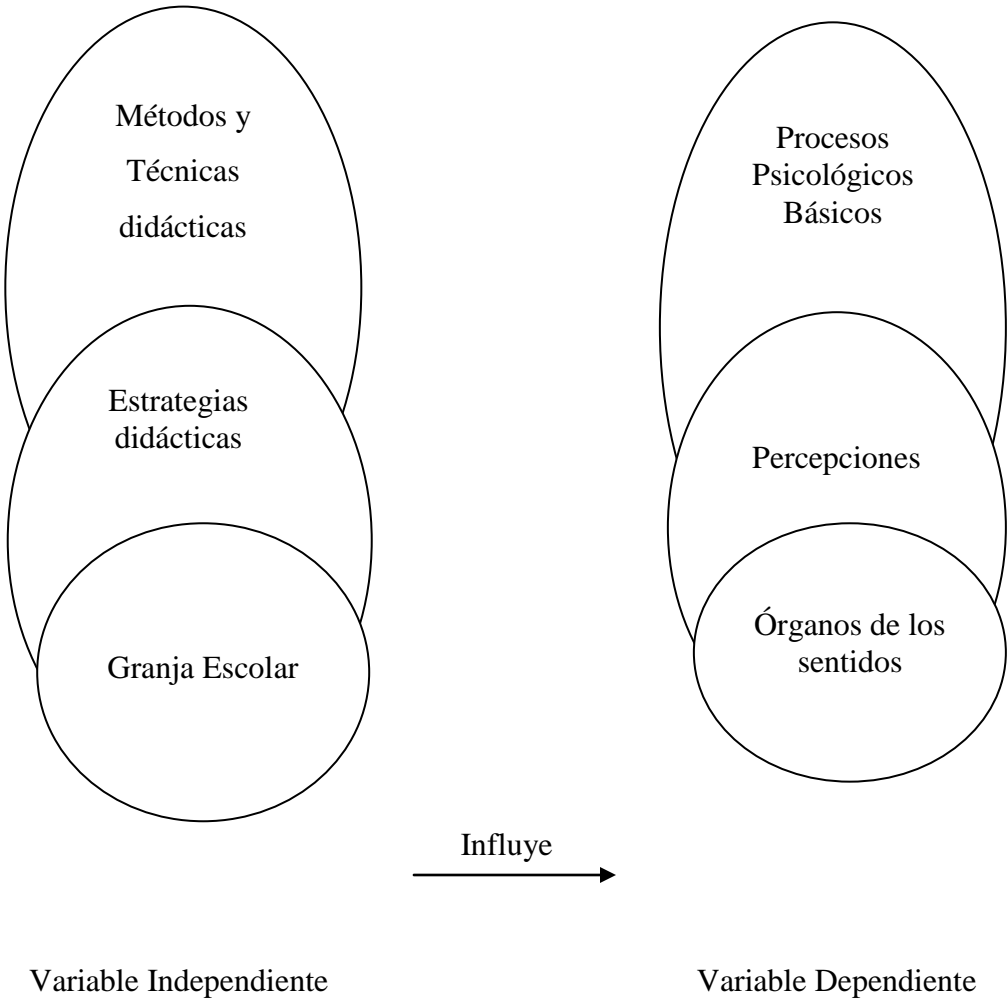 Métodos y
Técnicas
didácticas
Estrategias
didácticas
Granja Escolar
Procesos
Psicológicos
Básicos
Percepciones
Órganos de los
sentidos
Influye
Variable Independiente
Variable Dependiente